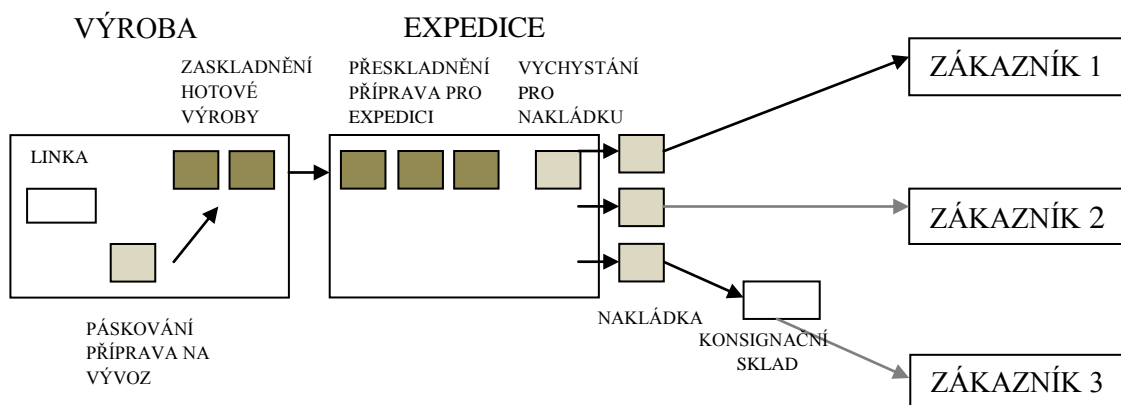 VÝROBA
EXPEDICE
ZASKLADNĚNÍ
HOTOVÉ
VÝROBY
PŘESKLADNĚNÍ
PŘÍPRAVA PRO
EXPEDICI
VYCHYSTÁNÍ
PRO
NAKLÁDKU
ZÁKAZNÍK 1
LINKA
ZÁKAZNÍK 2
NAKLÁDKA
KONSIGNAČNÍ
SKLAD
PÁSKOVÁNÍ
PŘÍPRAVA NA
VÝVOZ
ZÁKAZNÍK 3